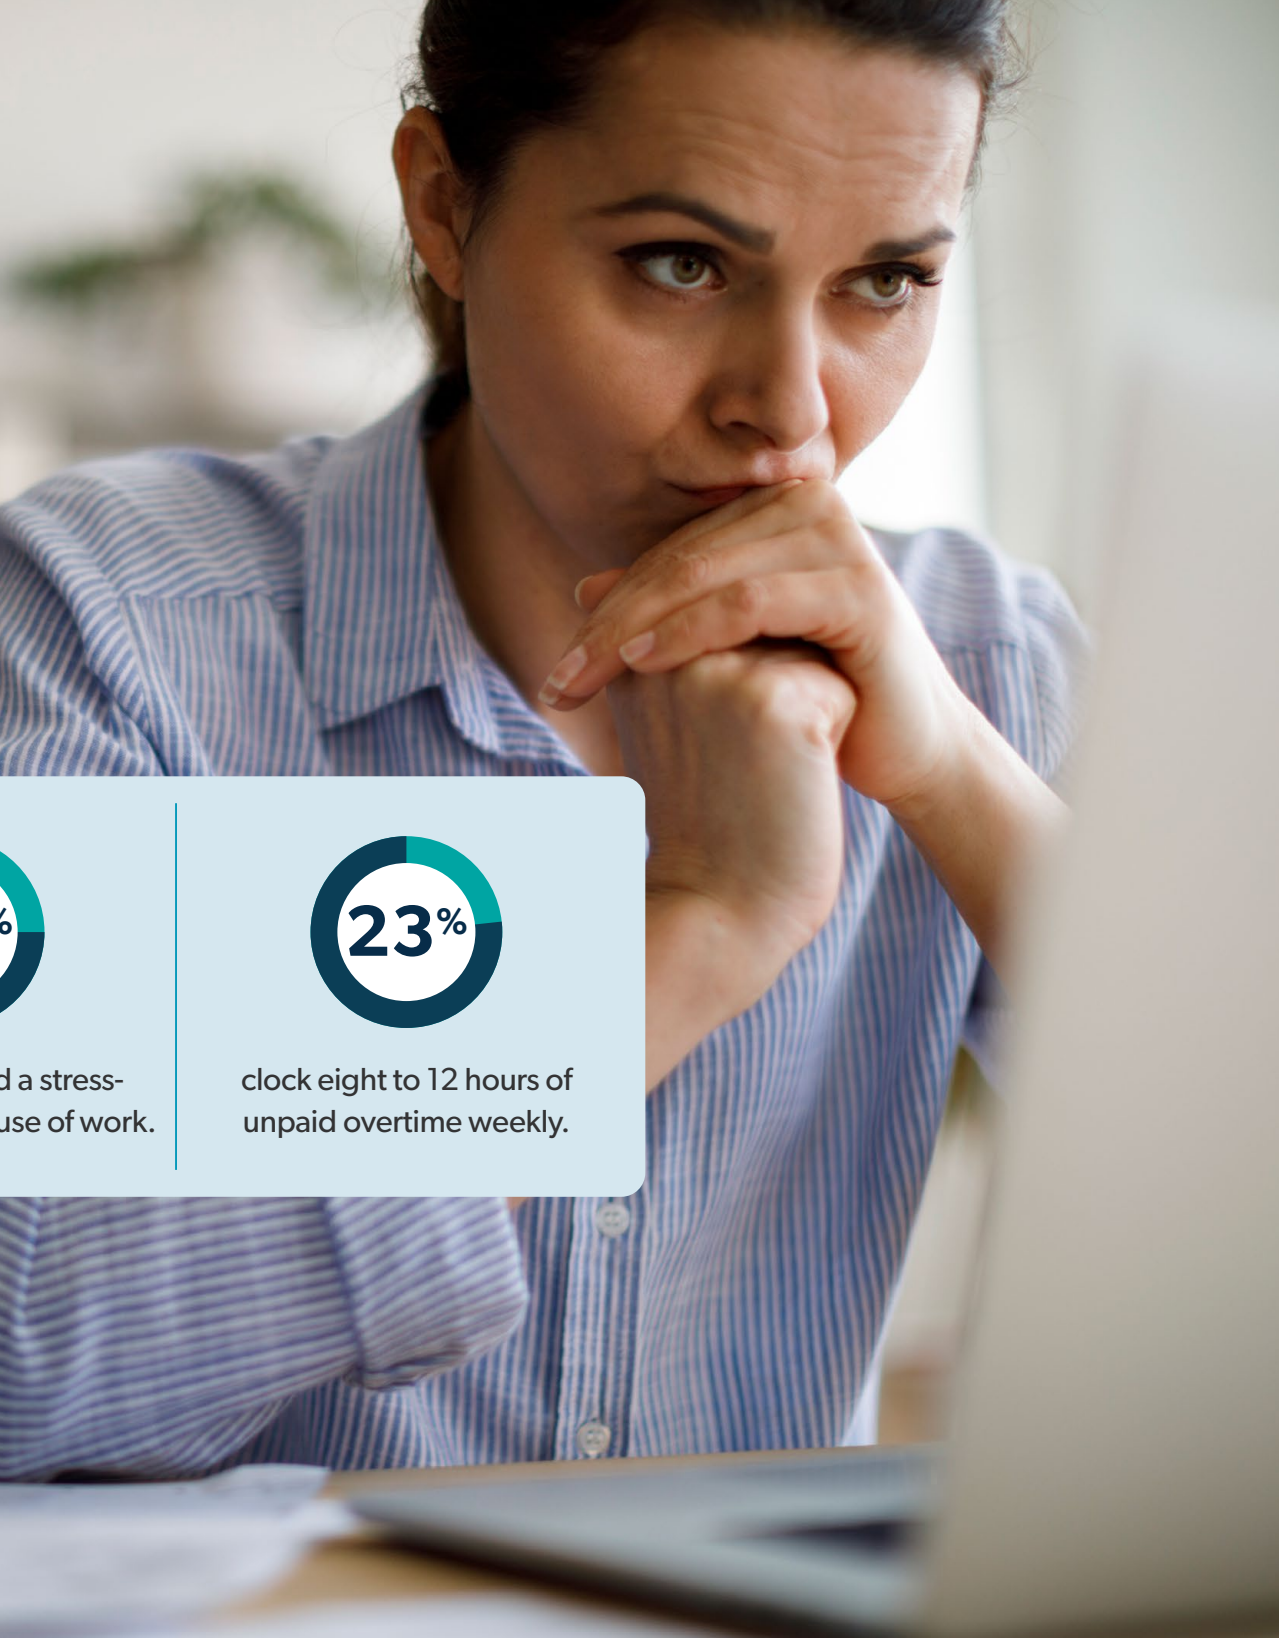 %
23%
d a stress-
use of work.
clock eight to 12 hours of
unpaid overtime weekly.